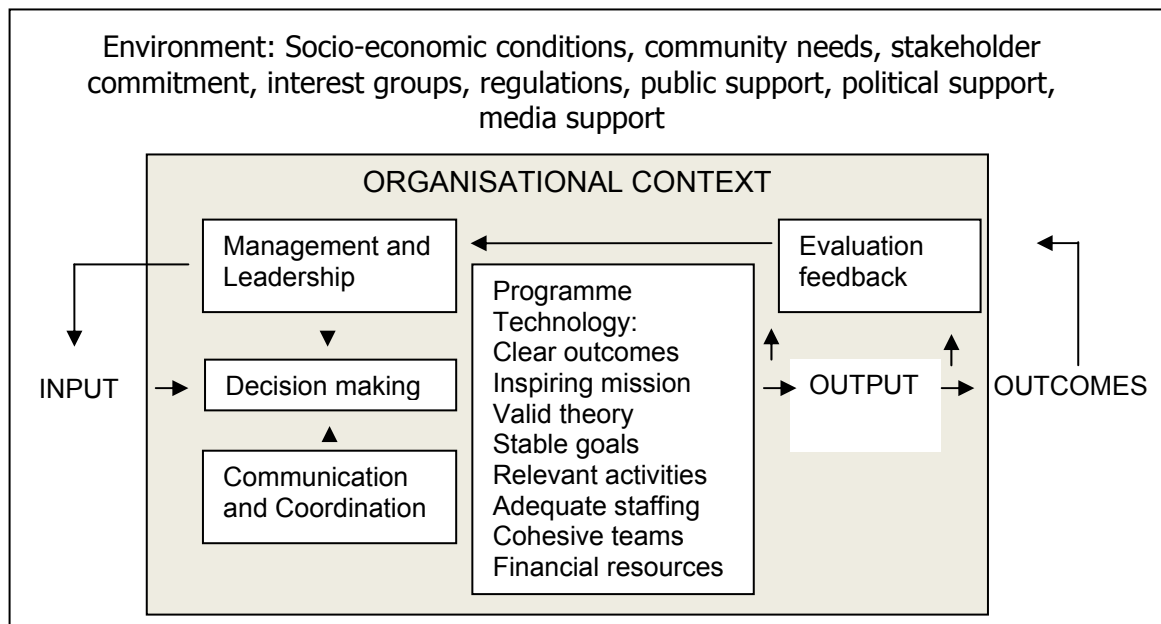 Environment: Socio-economic conditions, community needs, stakeholder
commitment, interest groups, regulations, public support, political support,
media support
ORGANISATIONAL CONTEXT
Management and
Leadership
Evaluation
feedback
Programme
Technology:
Clear outcomes
Inspiring mission
Valid theory
Stable goals
Relevant activities
Adequate staffing
Cohesive teams
Financial resources
INPUT
Decision making
OUTPUT
OUTCOMES
Communication
and Coordination